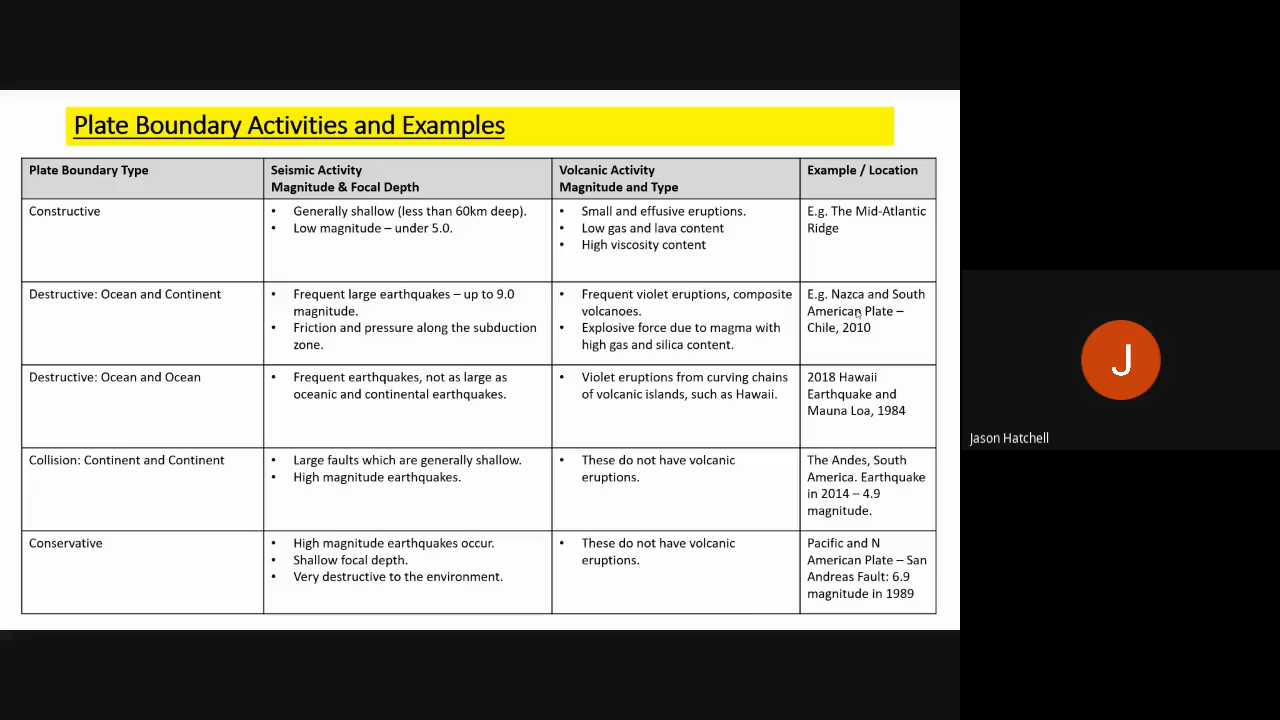 Plate Boundary Activities and Examples
Plate Boundary Type
Seismic Activity
Magnitude & Focal Depth
Volcanic Activity
Magnitude and Type
Example / Location
Constructive
• Generally shallow (less than 60km deep).
• Low magnitude – under 5.0.
• Small and effusive eruptions.
• Low gas and lava content
• High viscosity content
E.g. The Mid-Atlantic
Ridge
Destructive: Ocean and Continent
• Frequent large earthquakes – up to 9.0
magnitude.
• Friction and pressure along the subduction
zone.
• Frequent violet eruptions, composite
volcanoes.
• Explosive force due to magma with
high gas and silica content.
E.g. Nazca and South
American Plate –
Chile, 2010
Destructive: Ocean and Ocean
• Frequent earthquakes, not as large as
oceanic and continental earthquakes.
• Violet eruptions from curving chains
of volcanic islands, such as Hawaii.
2018 Hawaii
Earthquake and
Mauna Loa, 1984
Collision: Continent and Continent
• Large faults which are generally shallow.
• High magnitude earthquakes.
• These do not have volcanic
eruptions.
The Andes, South
America. Earthquake
in 2014 – 4.9
magnitude.
Conservative
• High magnitude earthquakes occur.
• Shallow focal depth.
• Very destructive to the environment.
• These do not have volcanic
eruptions.
Pacific and N
American Plate – San
Andreas Fault: 6.9
magnitude in 1989
J
Jason Hatchell